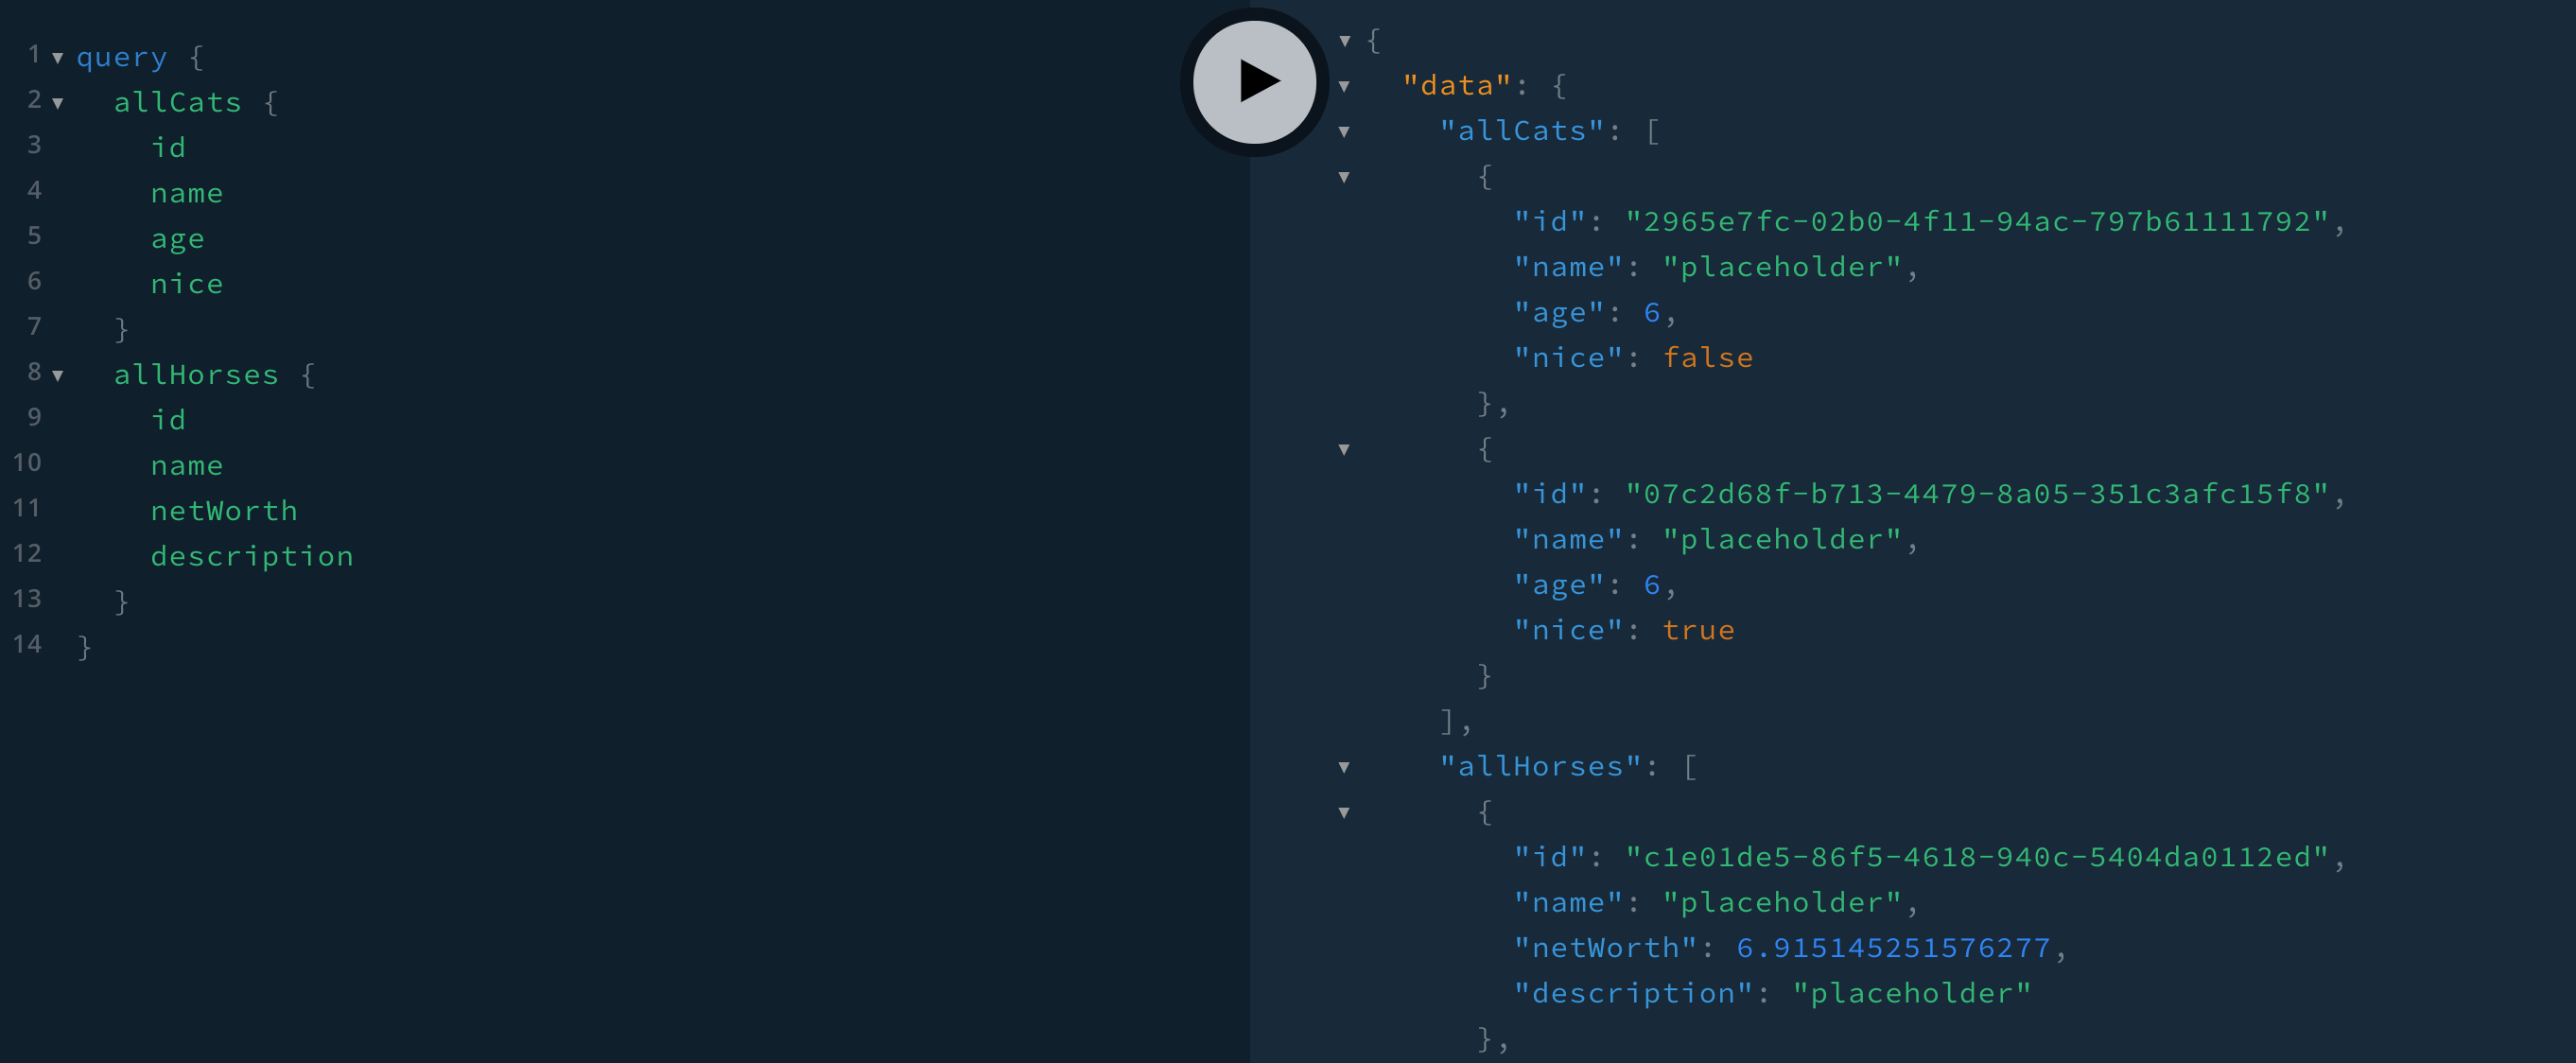 1 query {
2 allCats {
3 id
4 name
5 age
6 nice
7 }
8 allHorses {
9 id
10 name
11 netWorth
12 description
13 }
14 }
{
"data": {
"allCats": [
{
"id": "2965e7fc-02b0-4f11-94ac-797b61111792",
"name": "placeholder",
"age": 6,
"nice": false
},
{
"id": "07c2d68f-b713-4479-8a05-351c3afc15f8",
"name": "placeholder",
"age": 6,
"nice": true
}
],
"allHorses": [
{
"id": "c1e01de5-86f5-4618-940c-5404da0112ed",
"name": "placeholder",
"netWorth": 6.915145251576277,
"description": "placeholder"
},